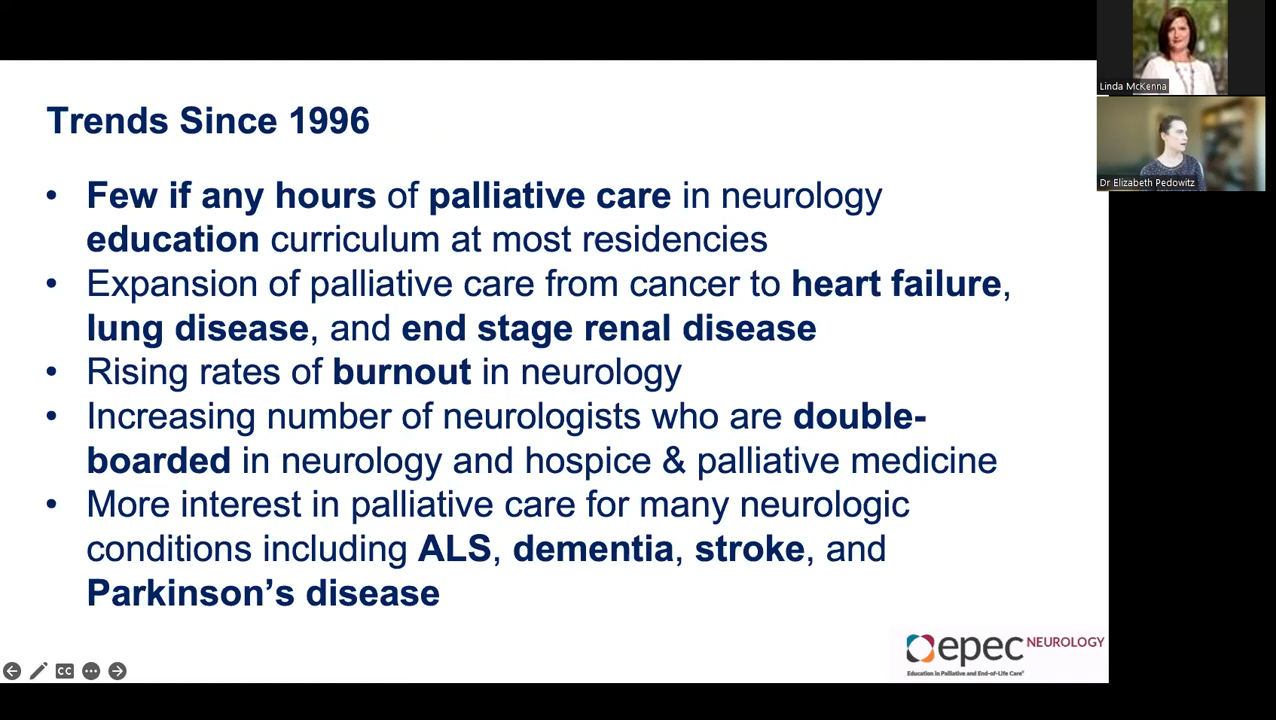 Trends Since 1996
• Few if any hours of palliative care in neurology
education curriculum at most residencies
• Expansion of palliative care from cancer to heart failure,
lung disease, and end stage renal disease
• Rising rates of burnout in neurology
• Increasing number of neurologists who are double-
boarded in neurology and hospice & palliative medicine
• More interest in palliative care for many neurologic
conditions including ALS, dementia, stroke, and
Parkinson’s disease
epec NEUROLOGY
Education in Palliative and End-of-Life Care®
CC
Linda McKenna
Dr Elizabeth Pedowitz